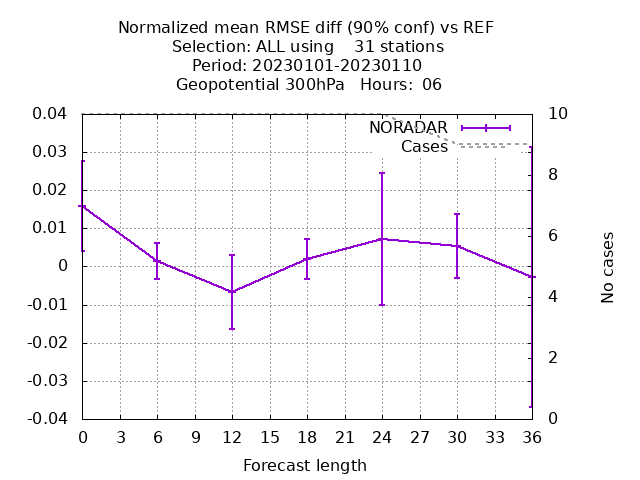 Normalized mean RMSE diff (90% conf) vs REF
Selection: ALL using    31 stations
Period: 20230101-20230110
Geopotential 300hPa   Hours:  06
NORADAR
Cases
0.04
0.03
0.02
0.01
0
-0.01
-0.02
-0.03
-0.04
10
8
6
4
2
0
No cases
0 3 6 9 12 15 18 21 24 27 30 33 36
Forecast length